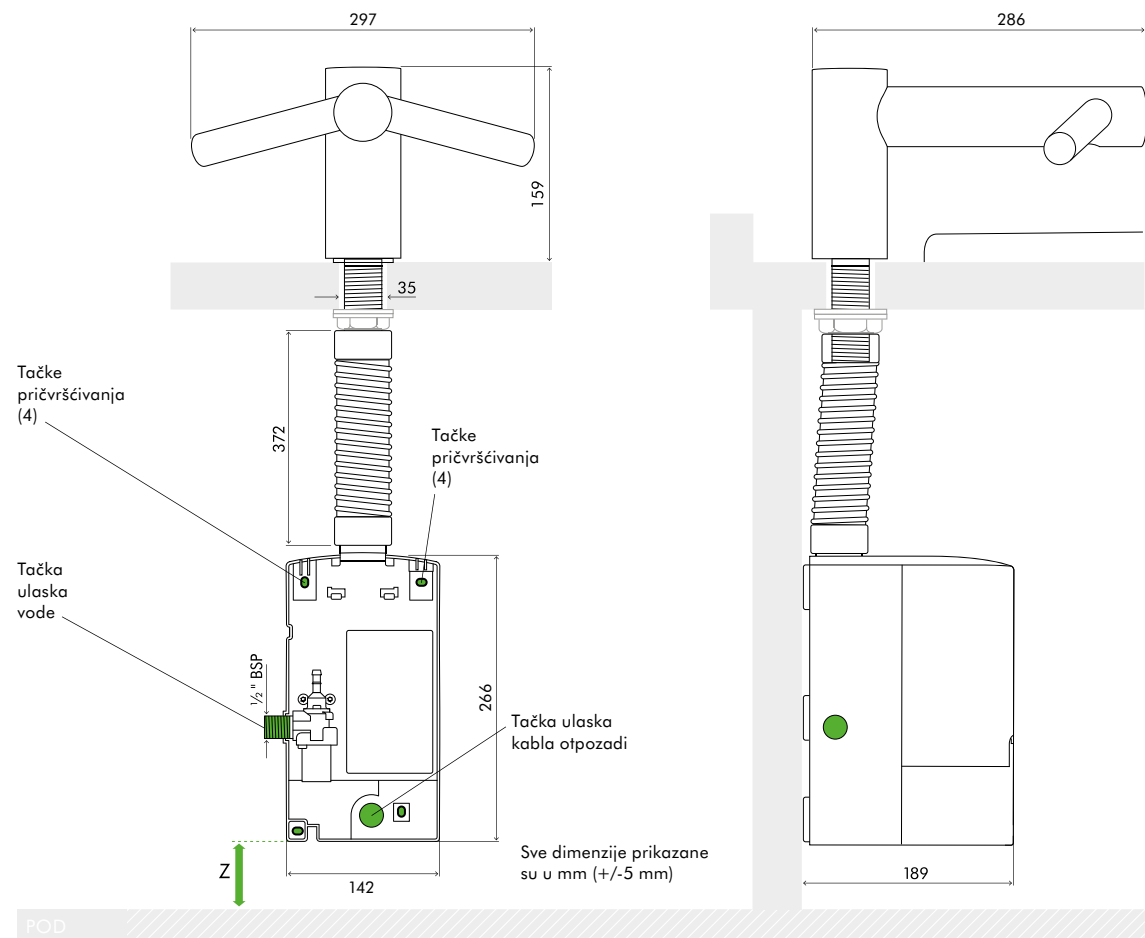 297
286
159
35
Tačke
pričvršćivanja
(4)
372
Tačke
pričvršćivanja
(4)
Tačka
ulaska
vode
½" BSP
266
Tačka ulaska
kabla otpozadi
Z
142
Sve dimenzije prikazane
su u mm (+/-5 mm)
189
POD